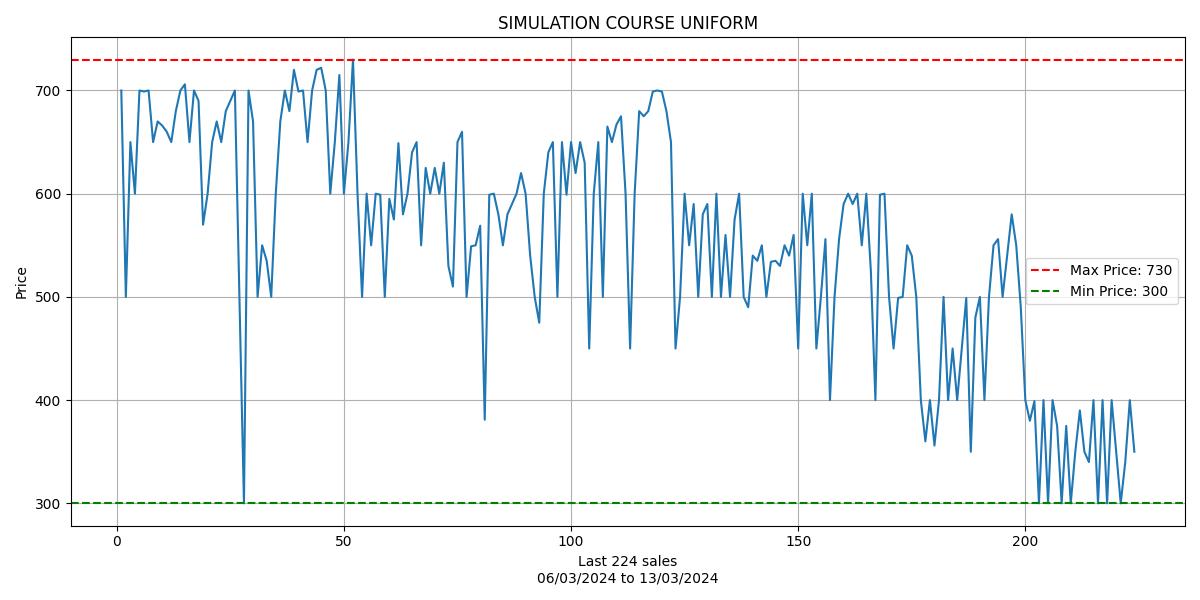 SIMULATION COURSE UNIFORM
Price
700
600
500
400
300
Max Price: 730
Min Price: 300
0 50 100 150 200
Last 224 sales
06/03/2024 to 13/03/2024